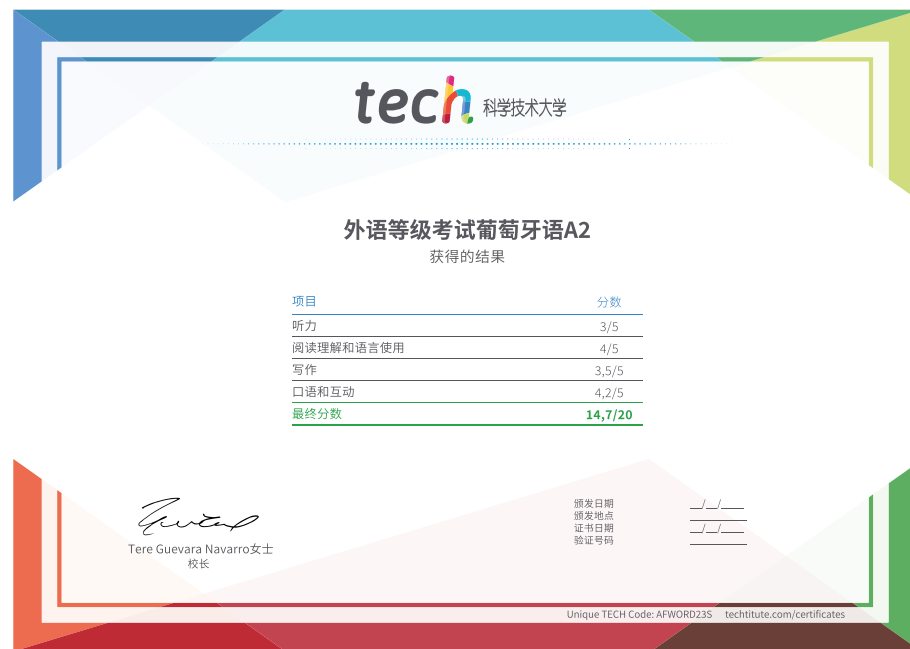 tech 科学技术大学
外语等级考试葡萄牙语A2
获得的结果
项目 分数
听力 3/5
阅读理解和语言使用 4/5
写作 3,5/5
口语和互动 4,2/5
最终分数 14,7/20
颁发日期 __/__/____
颁发地点 __________
证书日期 __/__/____
验证号码 __________
Tere Guevara Navarro女士
校长
Unique TECH Code: AFWORD23S techtitute.com/certificates